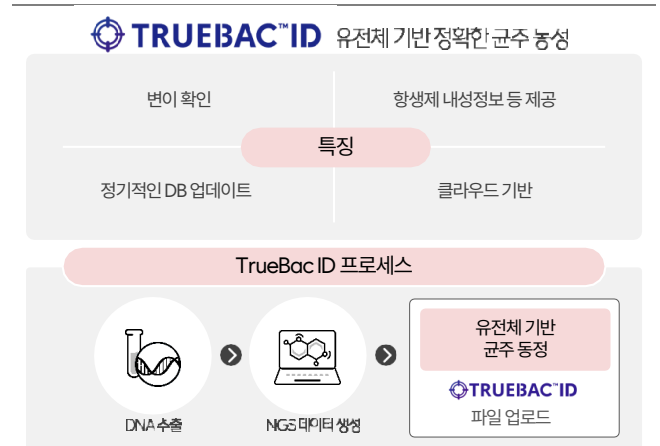 TRUEBAC™ID 유전체 기반 정확한 균주 동성
변이 확인
항생제 내성정보 등 제공
특징
정기적인 DB 업데이트
클라우드 기반
TrueBac ID 프로세스
유전체 기반
균주 동정
TRUEBAC™ID
파일 업로드
DNA 추출
NGS 데이터 생성